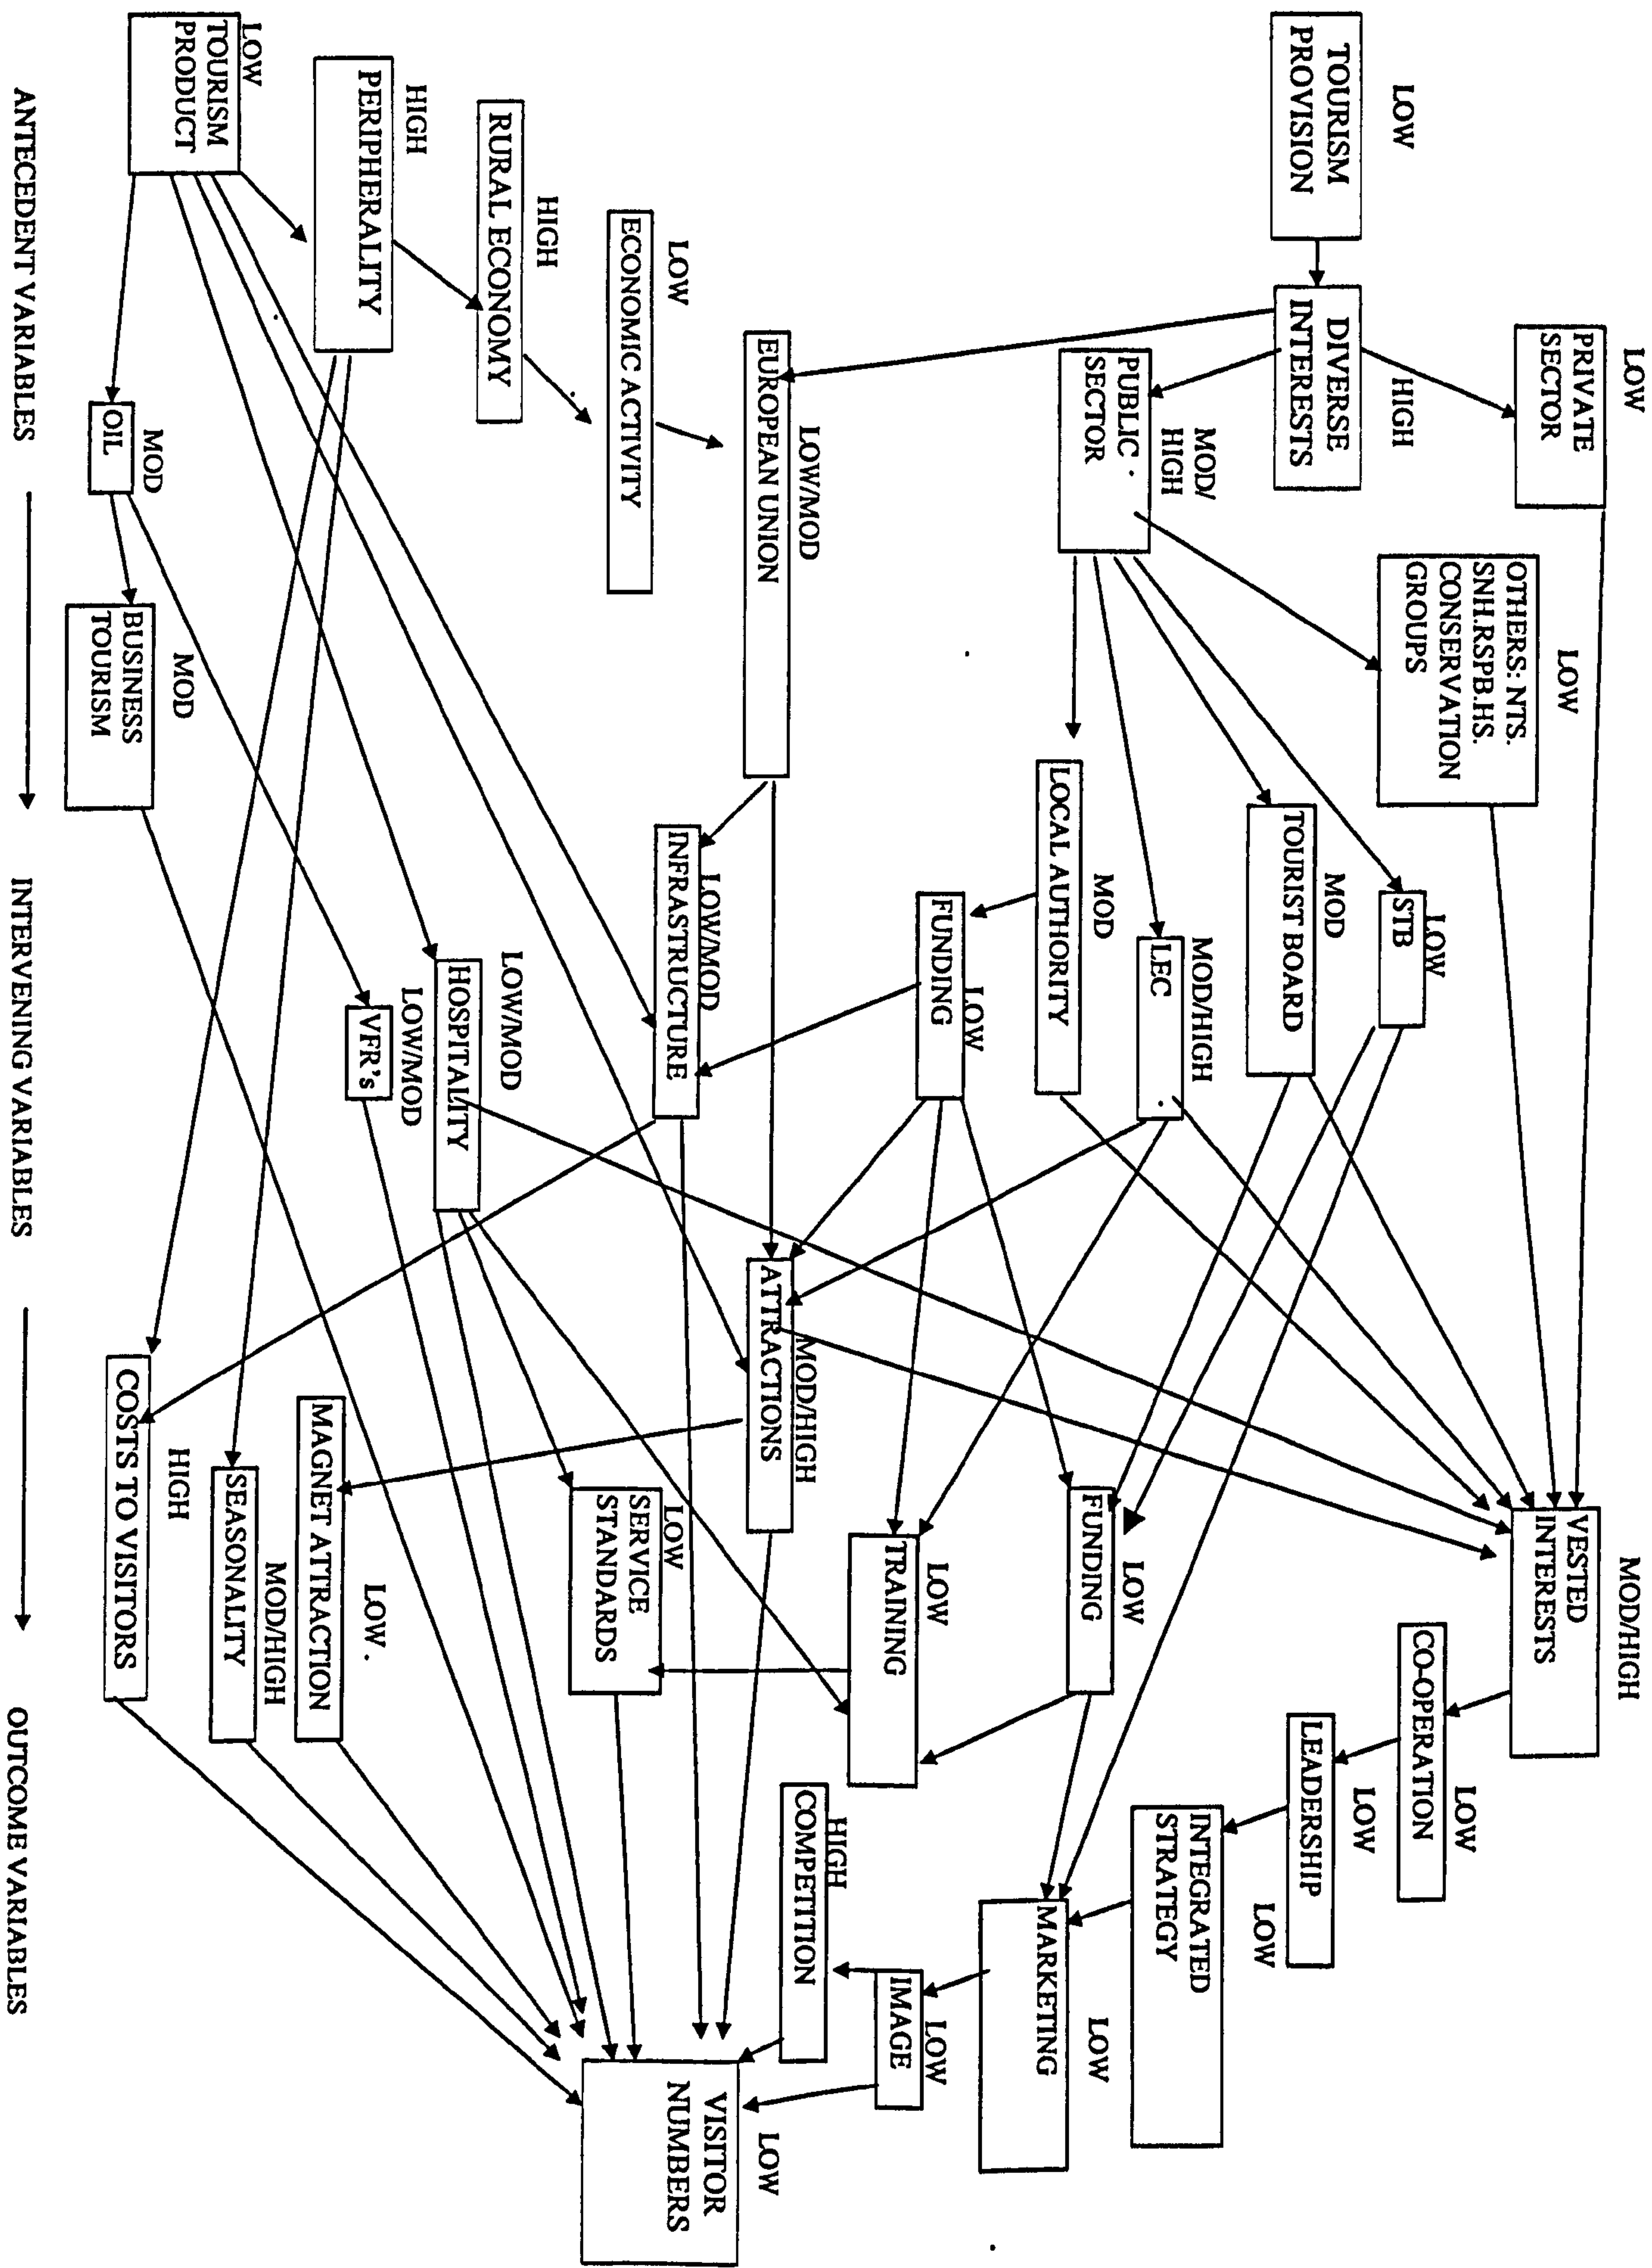 LOW
TOURISM
PROVISION
DIVERSE
INTERESTS
HIGH
LOW
PRIVATE
SECTOR
MOD/
HIGH
PUBLIC .
SECTOR
LOW
OTHERS: NTS.
SNH.RSPB.HS.
CONSERVATION
GROUPS
LOW
STB
MOD
TOURIST BOARD
MOD/HIGH
LEC
MOD
LOCAL AUTHORITY
LOW
FUNDING
MOD/HIGH
VESTED
INTERESTS
LOW
CO-OPERATION
LOW
LEADERSHIP
LOW
INTEGRATED
STRATEGY
LOW
MARKETING
LOW
IMAGE
HIGH
COMPETITION
LOW
FUNDING
LOW
TRAINING
LOW
SERVICE
STANDARDS
LOW/MOD
EUROPEAN UNION
LOW
ECONOMIC ACTIVITY
HIGH
RURAL ECONOMY
HIGH
PERIPHERALITY
LOW
TOURISM
PRODUCT
LOW/MOD
INFRASTRUCTURE
MOD/HIGH
ATTRACTIONS
LOW/MOD
HOSPITALITY
LOW/MOD
VFR's
MOD
OIL
MOD
BUSINESS
TOURISM
LOW .
MAGNET ATTRACTION
MOD/HIGH
SEASONALITY
HIGH
COSTS TO VISITORS
LOW
VISITOR
NUMBERS
ANTECEDENT VARIABLES
INTERVENING VARIABLES
OUTCOME VARIABLES